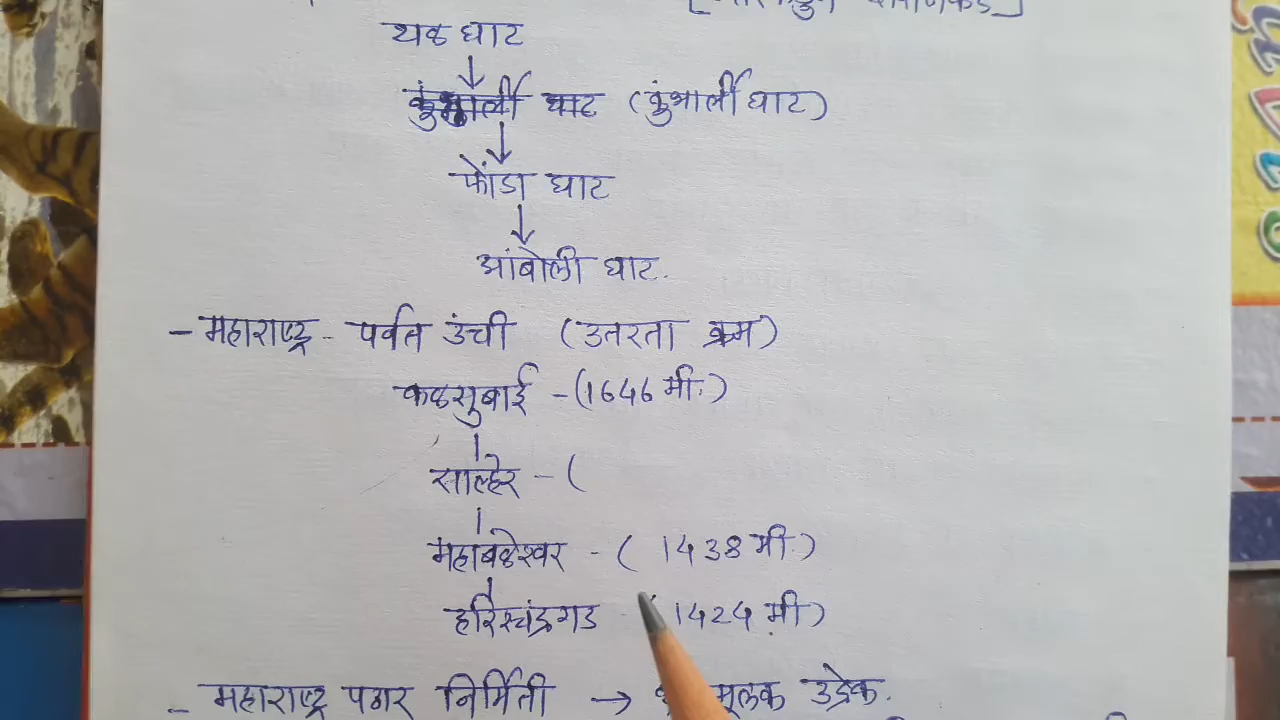 थळ घाट
↓
कुंभार्ली घाट (कुंभार्ली घाट)
↓
फोंडा घाट
↓
आंबोली घाट.
- महाराष्ट्र - पर्वत उंची (उतरता क्रम)
कळसुबाई - (1646 मी.)
साल्हेर - (
महाबळेश्वर - ( 1438 मी.)
हरिश्चंद्रगड - ( 1424 मी)
- महाराष्ट्र पठार निर्मिती → मूलक उद्रेक.